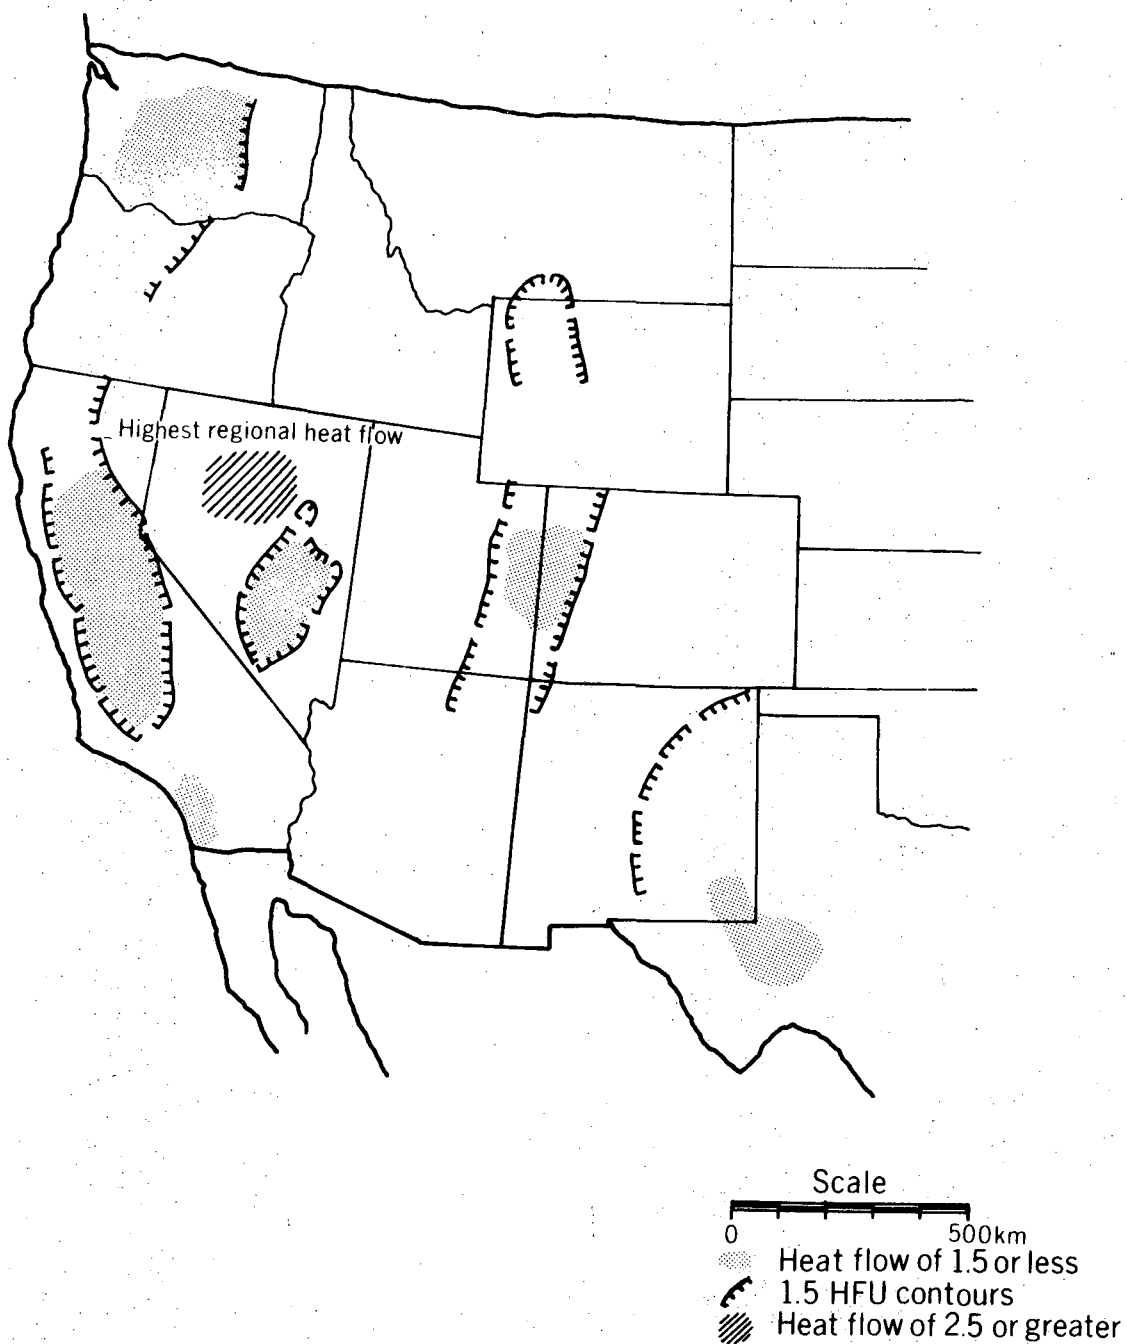 Highest regional heat flow
Scale
0 500km
Heat flow of 1.5 or less
1.5 HFU contours
Heat flow of 2.5 or greater